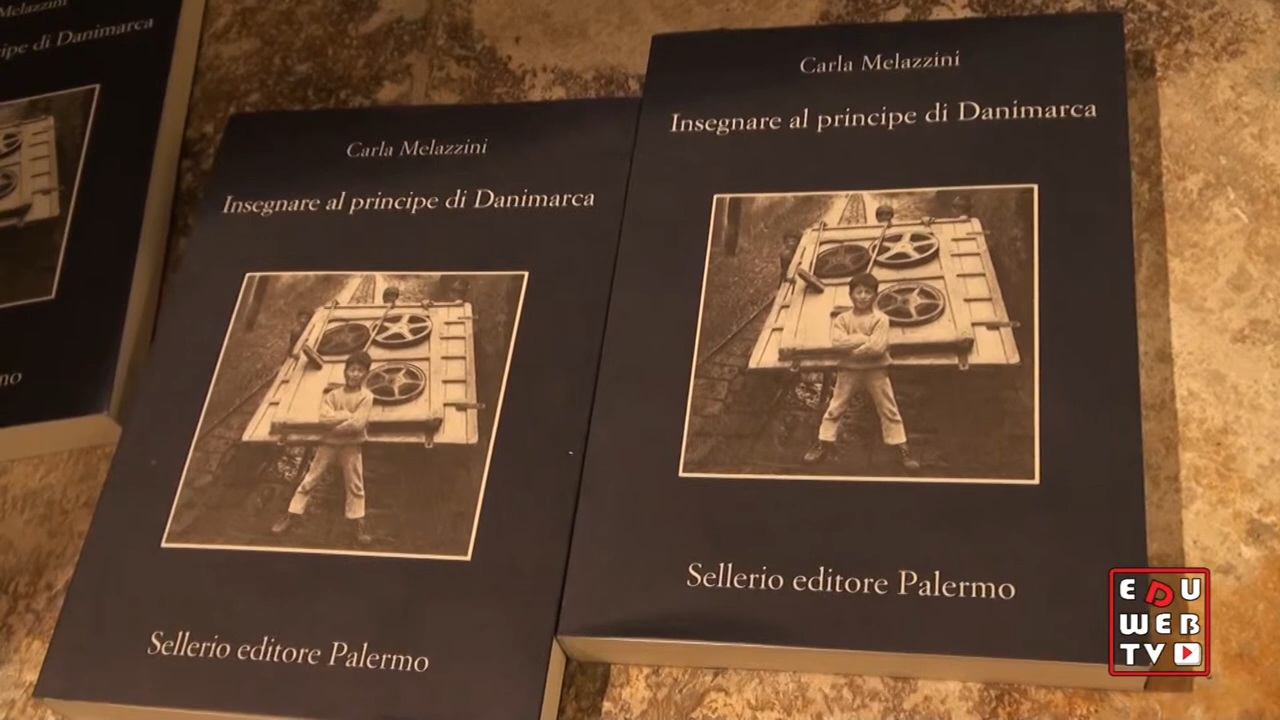 Melazzini
ipe di Danimarca
no
Carla Melazzini
Insegnare al principe di Danimarca
Sellerio editore Palermo
Carla Melazzini
Insegnare al principe di Danimarca
Sellerio editore Palermo
EDU
WEB
TV